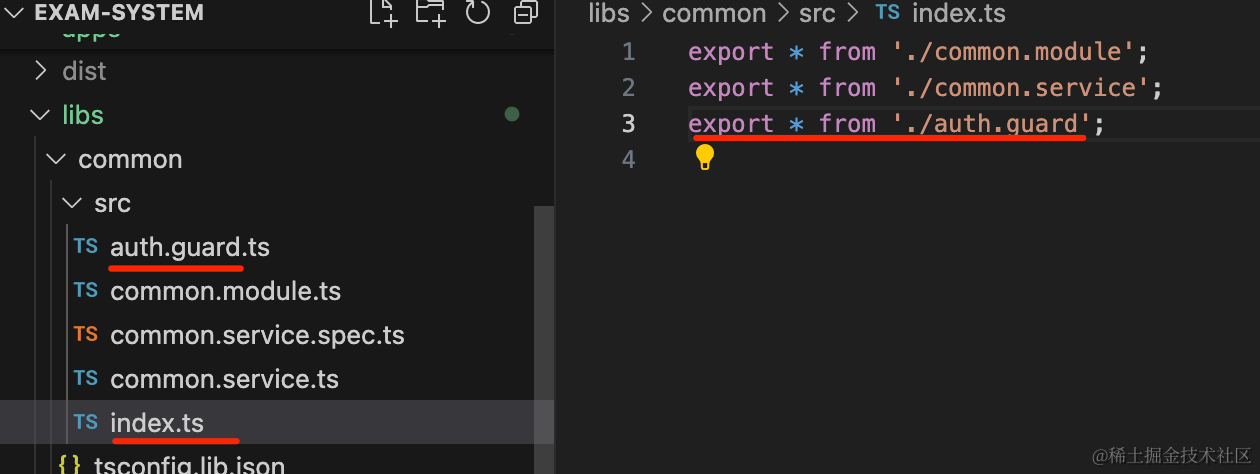 EXAM-SYSTEM
apps
dist
libs
common
src
TS auth.guard.ts
TS common.module.ts
TS common.service.spec.ts
TS common.service.ts
TS index.ts
{} tsconfig.lib.json
libs > common > src > TS index.ts
1 export * from './common.module';
2 export * from './common.service';
3 export * from './auth.guard';
4
@稀土掘金技术社区